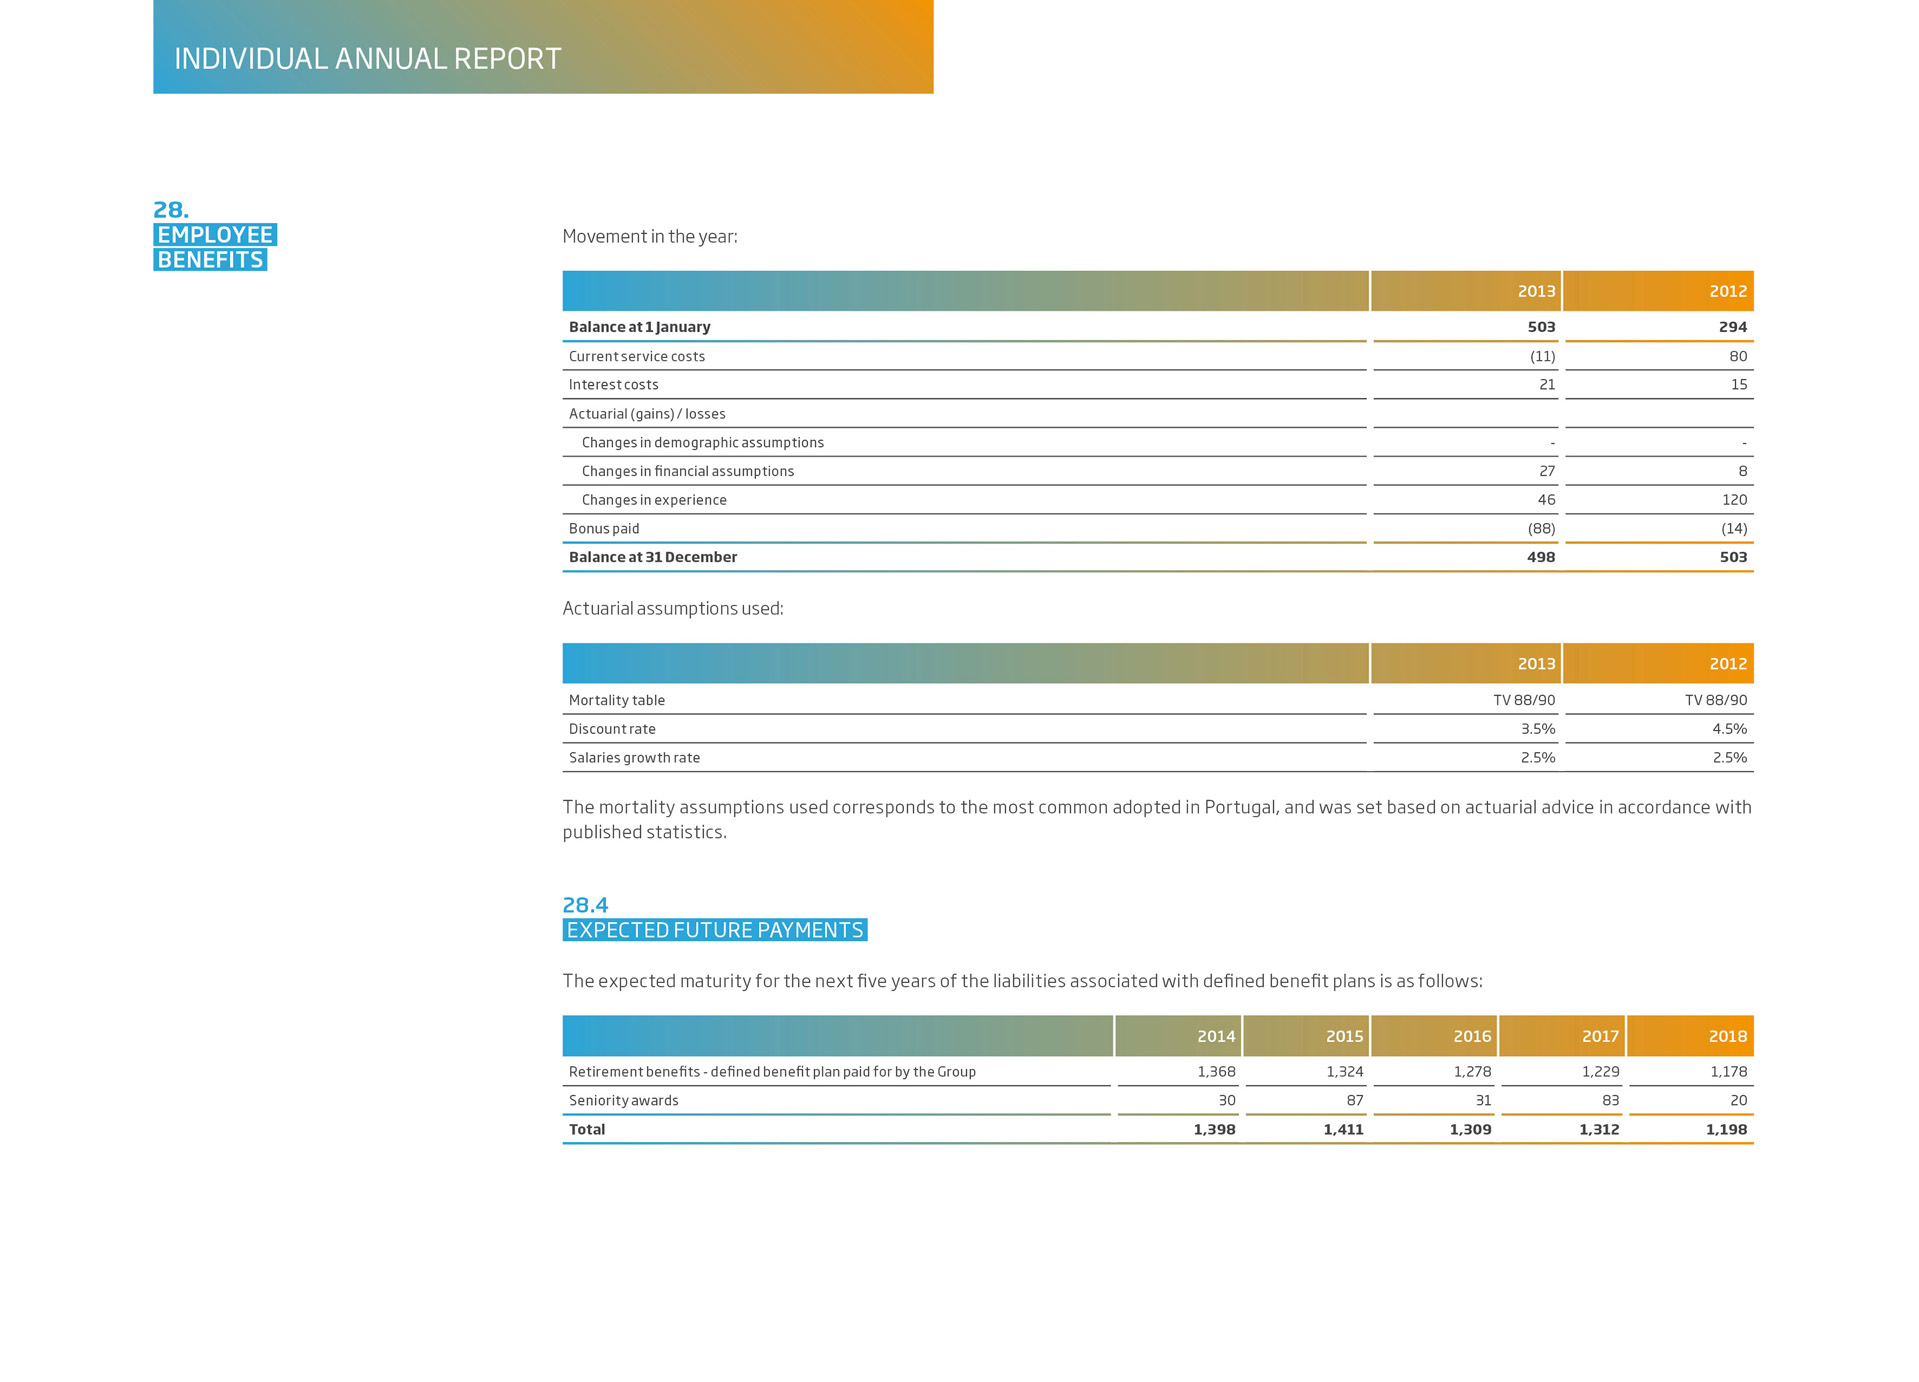 INDIVIDUAL ANNUAL REPORT
28.
EMPLOYEE
BENEFITS
Movement in the year:
2013 2012
Balance at 1 January 503 294
Current service costs (11) 80
Interest costs 21 15
Actuarial (gains) / losses
Changes in demographic assumptions - -
Changes in financial assumptions 27 8
Changes in experience 46 120
Bonus paid (88) (14)
Balance at 31 December 498 503
Actuarial assumptions used:
2013 2012
Mortality table TV 88/90 TV 88/90
Discount rate 3.5% 4.5%
Salaries growth rate 2.5% 2.5%
The mortality assumptions used corresponds to the most common adopted in Portugal, and was set based on actuarial advice in accordance with
published statistics.
28.4
EXPECTED FUTURE PAYMENTS
The expected maturity for the next five years of the liabilities associated with defined benefit plans is as follows:
2014 2015 2016 2017 2018
Retirement benefits - defined benefit plan paid for by the Group 1,368 1,324 1,278 1,229 1,178
Seniority awards 30 87 31 83 20
Total 1,398 1,411 1,309 1,312 1,198